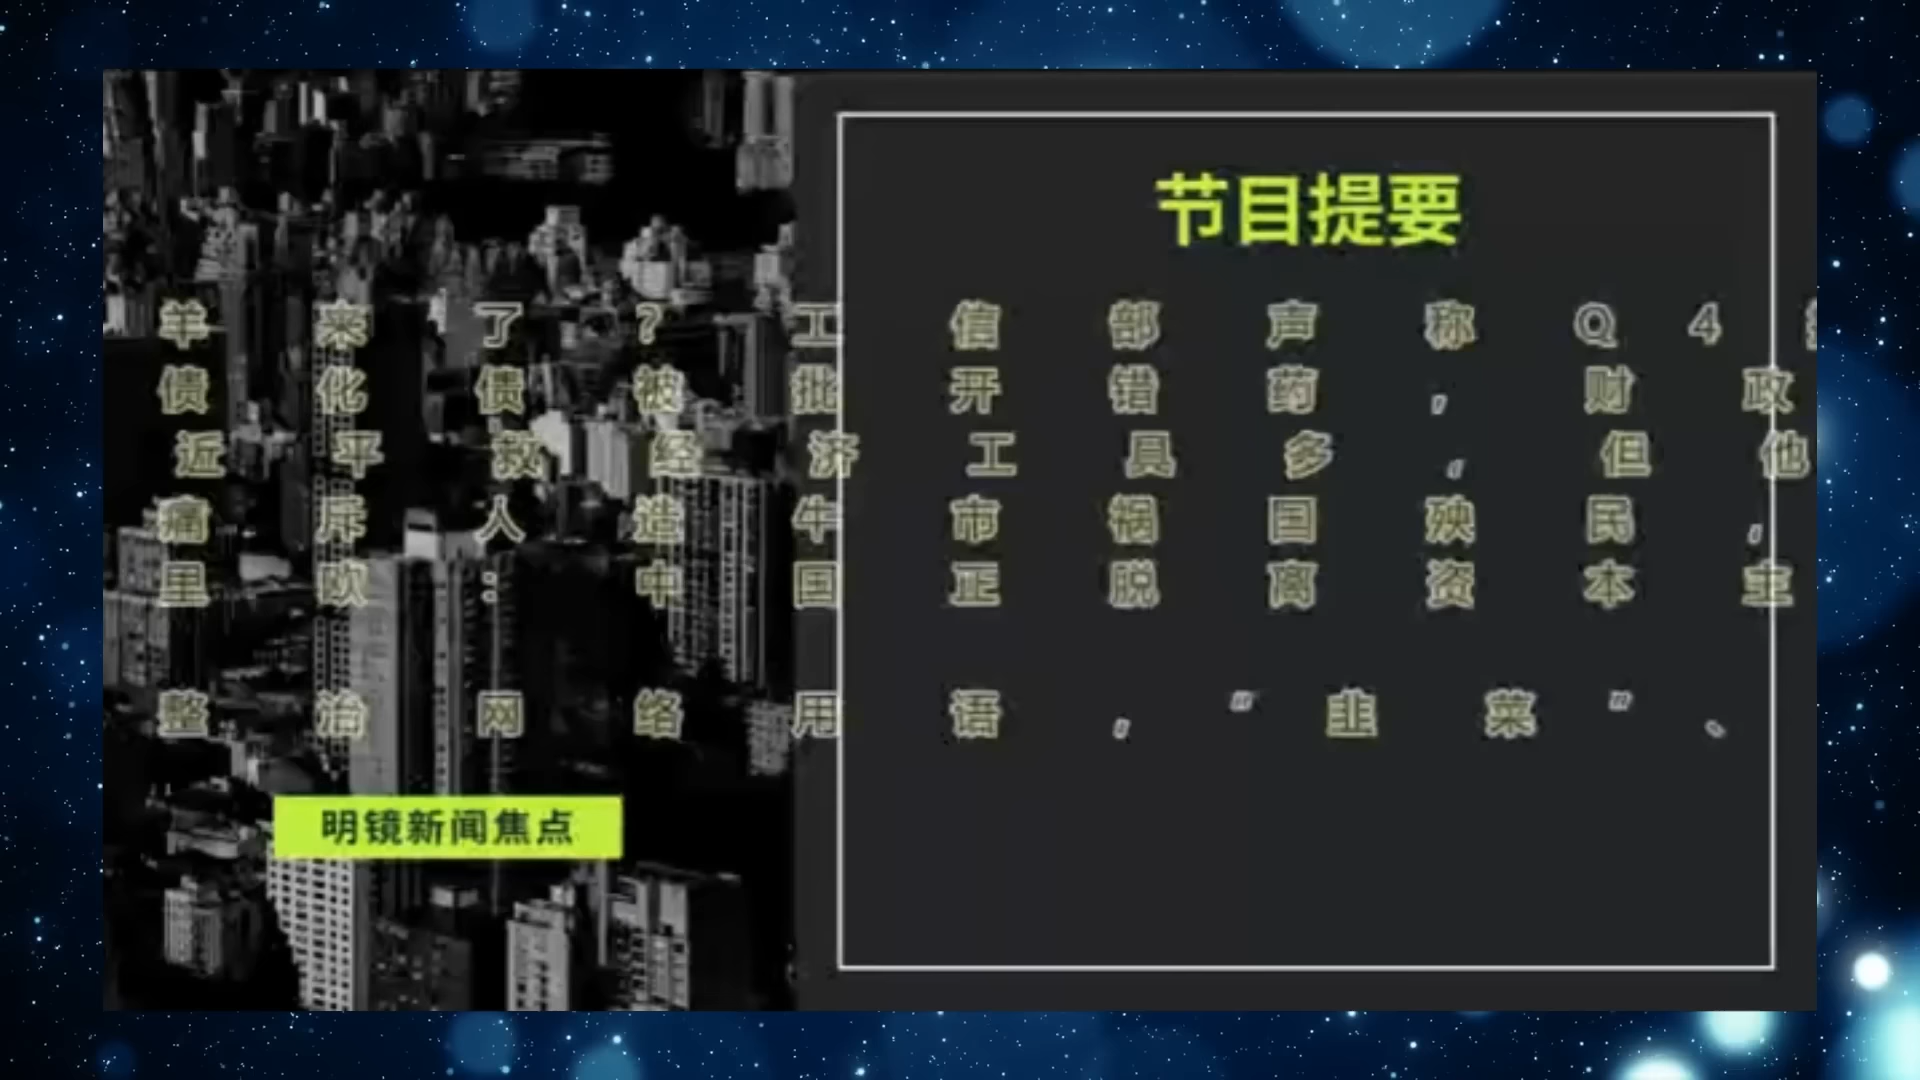 节目提要
羊来了？工信部声称Q4
债化债被批开错药，财政
近平救经济工具多，但他
痛斥人造牛市祸国殃民，
里欧：中国正脱离资本主
整治网络用语，“韭菜”、
明镜新闻焦点